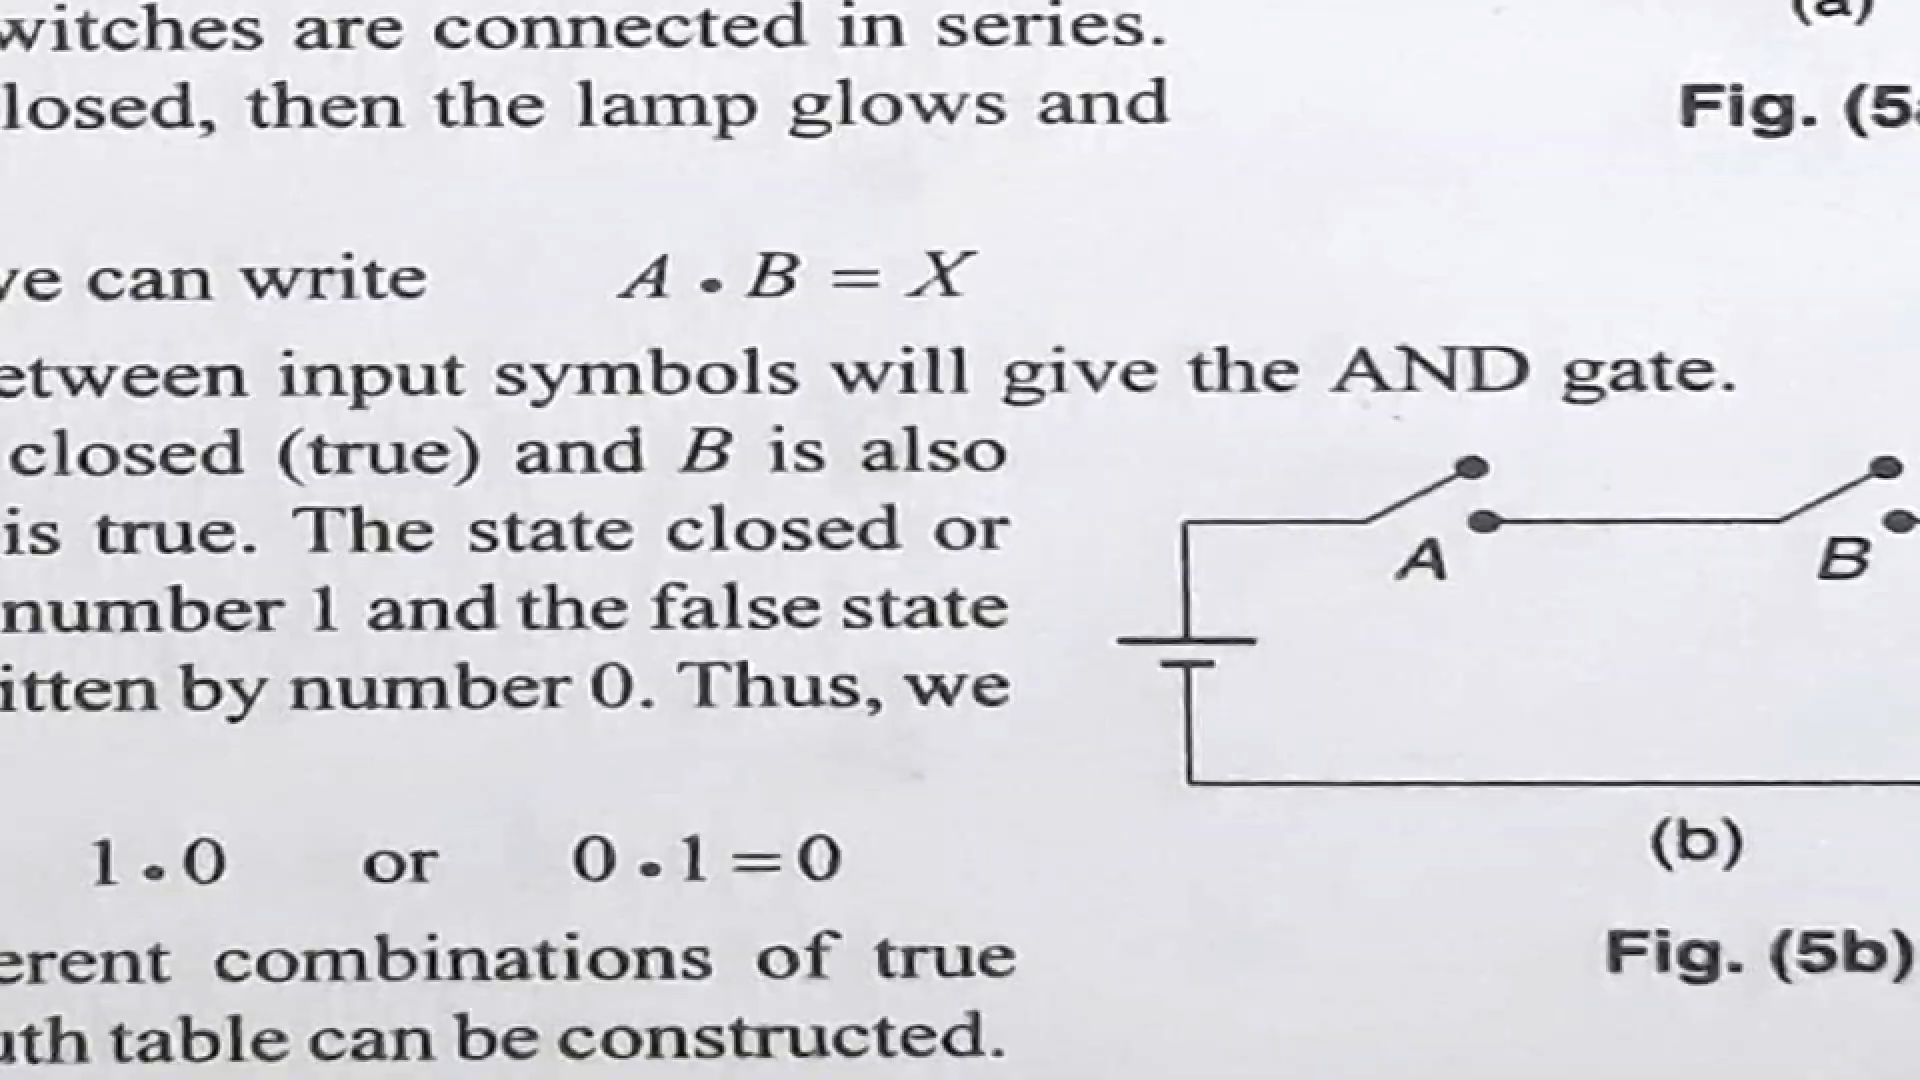 witches are connected in series.
(a)
losed, then the lamp glows and
Fig. (5a
ve can write A • B = X
etween input symbols will give the AND gate.
closed (true) and B is also
is true. The state closed or
number 1 and the false state
itten by number 0. Thus, we
A
B
1 • 0 or 0 • 1 = 0
(b)
erent combinations of true
Fig. (5b)
uth table can be constructed.